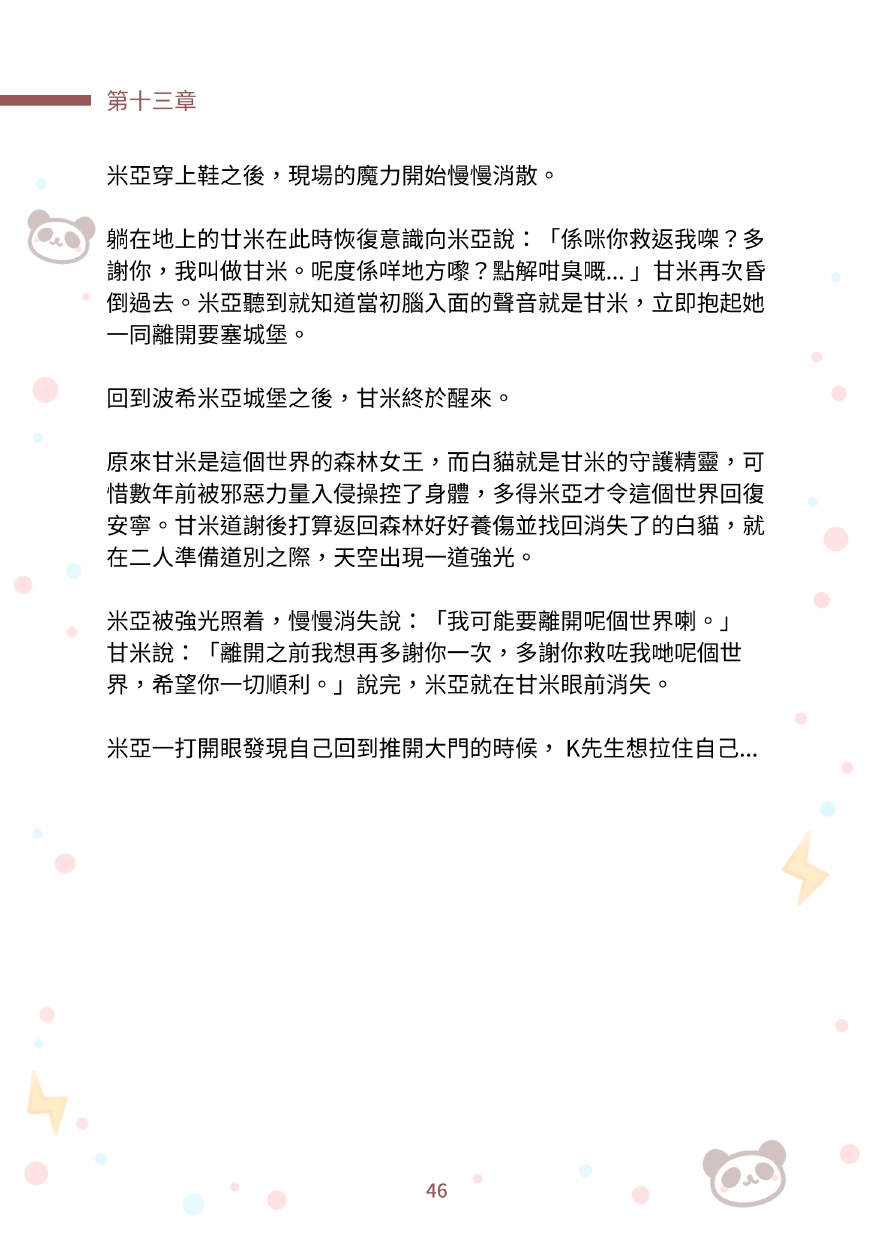 第十三章
米亞穿上鞋之後，現場的魔力開始慢慢消散。
躺在地上的甘米在此時恢復意識向米亞說：「係咪你救返我㗎？多
謝你，我叫做甘米。呢度係咩地方嚟？點解咁臭嘅... 」甘米再次昏
倒過去。米亞聽到就知道當初腦入面的聲音就是甘米，立即抱起她
一同離開要塞城堡。
回到波希米亞城堡之後，甘米終於醒來。
原來甘米是這個世界的森林女王，而白貓就是甘米的守護精靈，可
惜數年前被邪惡力量入侵操控了身體，多得米亞才令這個世界回復
安寧。甘米道謝後打算返回森林好好養傷並找回消失了的白貓，就
在二人準備道別之際，天空出現一道強光。
米亞被強光照着，慢慢消失說：「我可能要離開呢個世界喇。」
甘米說：「離開之前我想再多謝你一次，多謝你救咗我哋呢個世
界，希望你一切順利。」說完，米亞就在甘米眼前消失。
米亞一打開眼發現自己回到推開大門的時候， K先生想拉住自己...
46